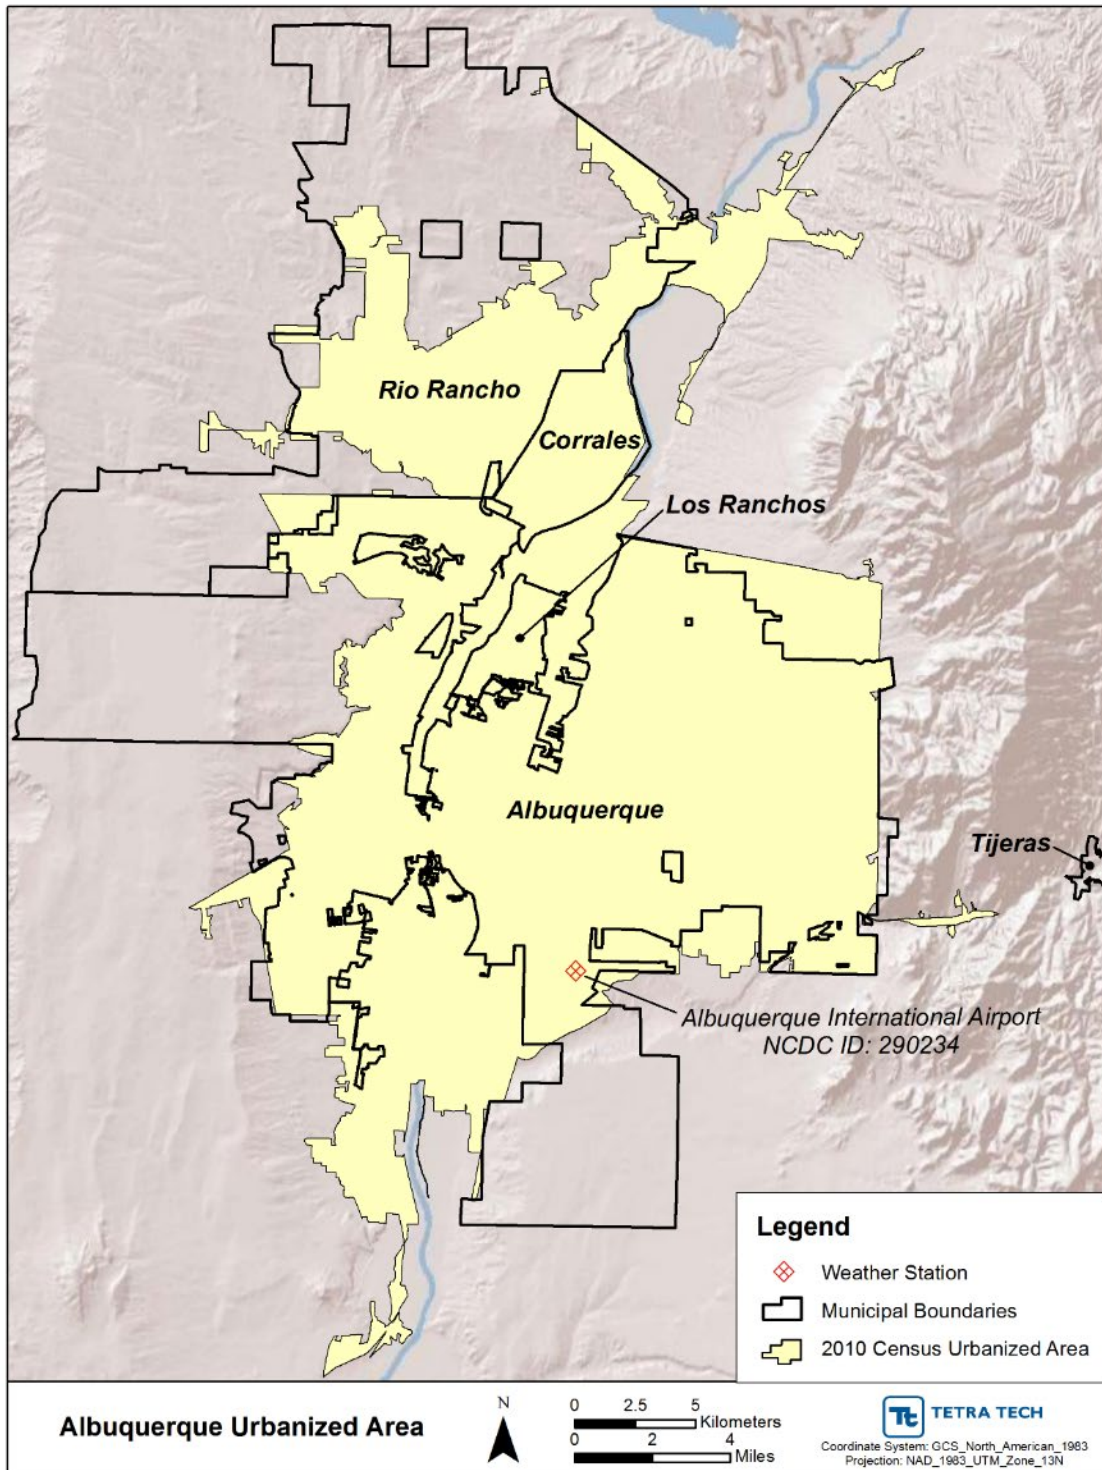 Rio Rancho
Corrales
Los Ranchos
Albuquerque
Tijeras
Albuquerque International Airport
NCDC ID: 290234
Legend
Weather Station
Municipal Boundaries
2010 Census Urbanized Area
Albuquerque Urbanized Area
N
0 2.5 5
Kilometers
0 2 4
Miles
Tt TETRA TECH
Coordinate System: GCS_North_American_1983
Projection: NAD_1983_UTM_Zone_13N